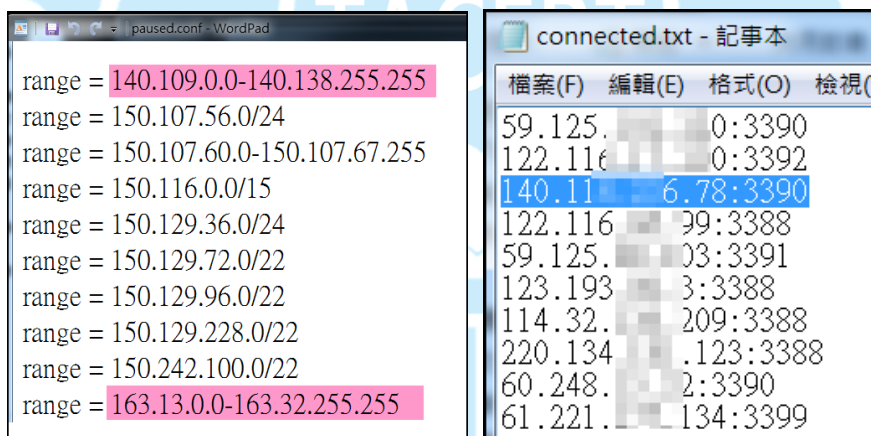 paused.conf - WordPad
range = 140.109.0.0-140.138.255.255
range = 150.107.56.0/24
range = 150.107.60.0-150.107.67.255
range = 150.116.0.0/15
range = 150.129.36.0/24
range = 150.129.72.0/22
range = 150.129.96.0/22
range = 150.129.228.0/22
range = 150.242.100.0/22
range = 163.13.0.0-163.32.255.255
connected.txt - 記事本
檔案(F) 編輯(E) 格式(O) 檢視(
59.125. 0:3390
122.116 0:3392
140.11 6.78:3390
122.116 99:3388
59.125. 03:3391
123.193 3:3388
114.32. 209:3388
220.134 .123:3388
60.248. 2:3390
61.221. 134:3399